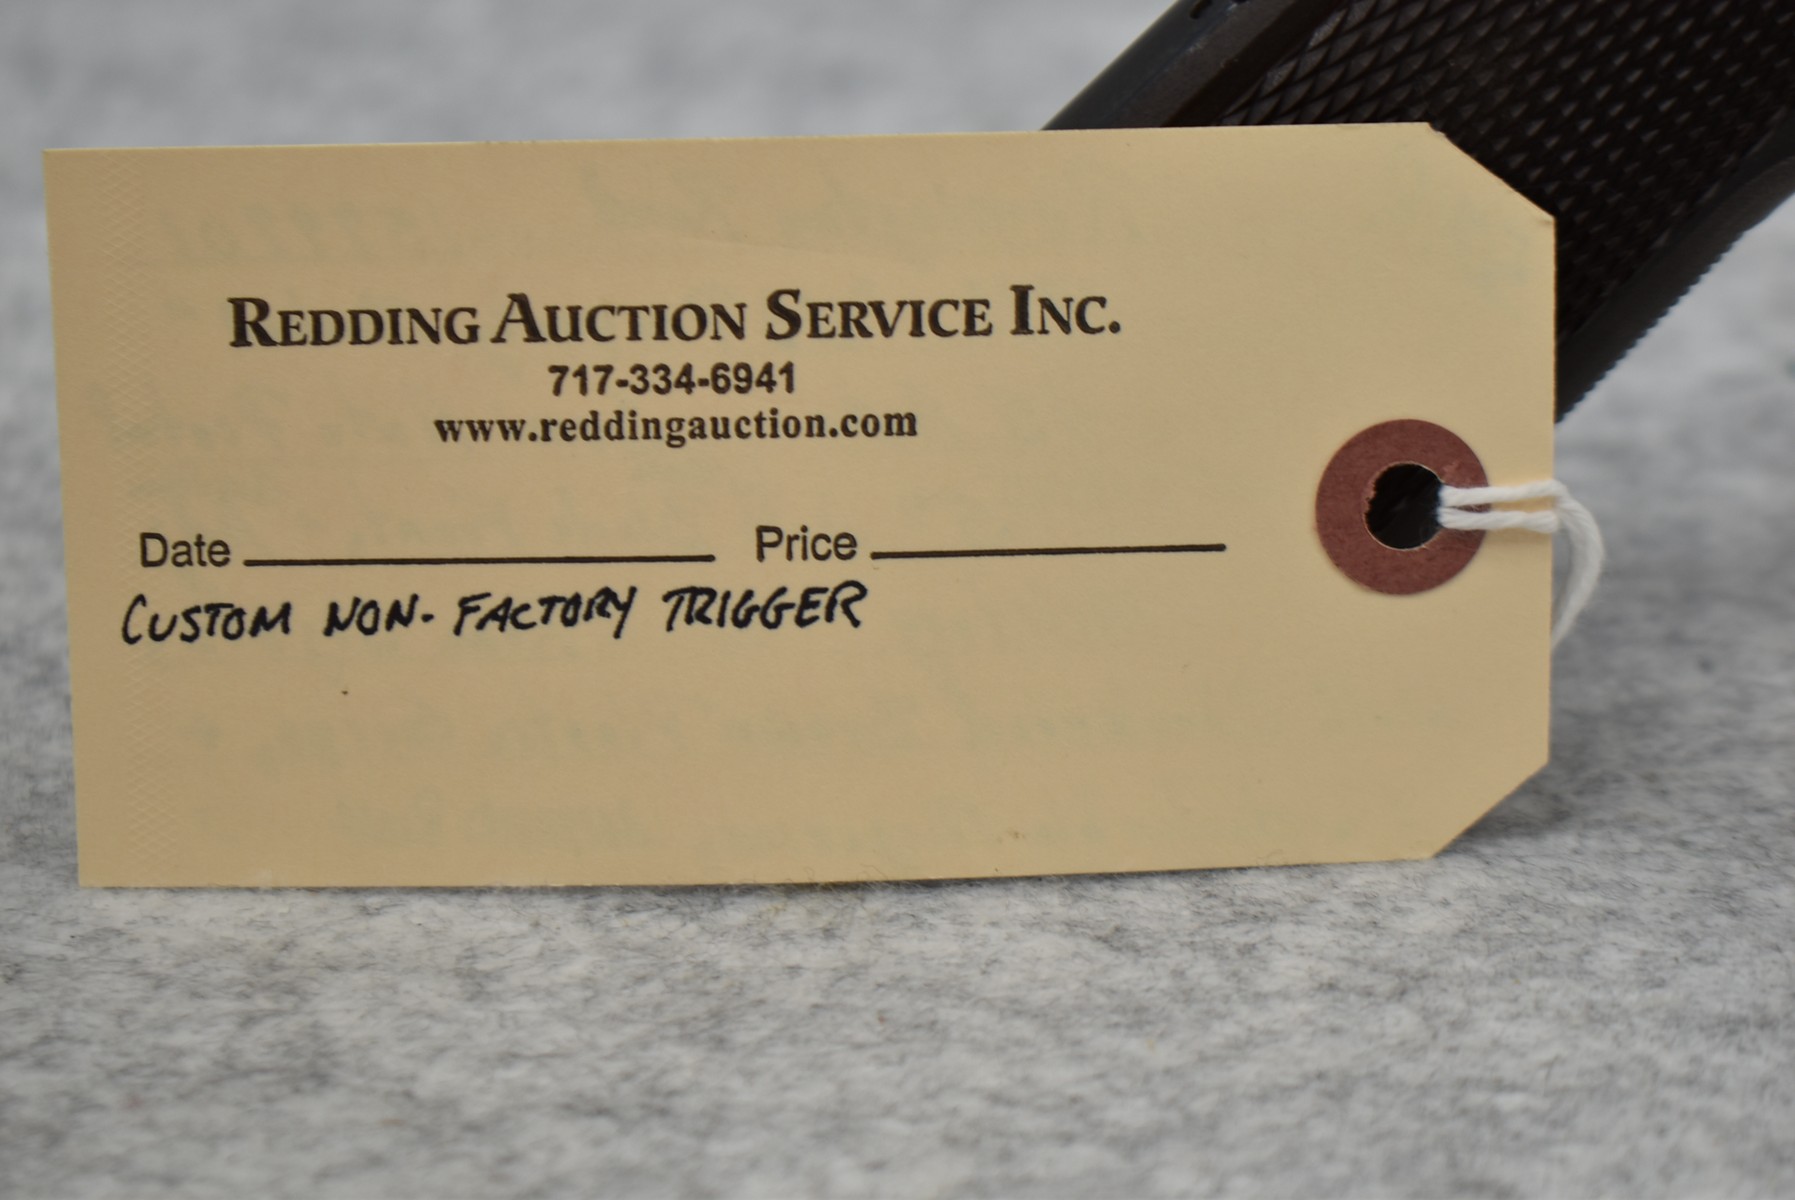 REDDING AUCTION SERVICE INC.
717-334-6941
www.reddingauction.com
Date Price
CUSTOM NON-FACTORY TRIGGER